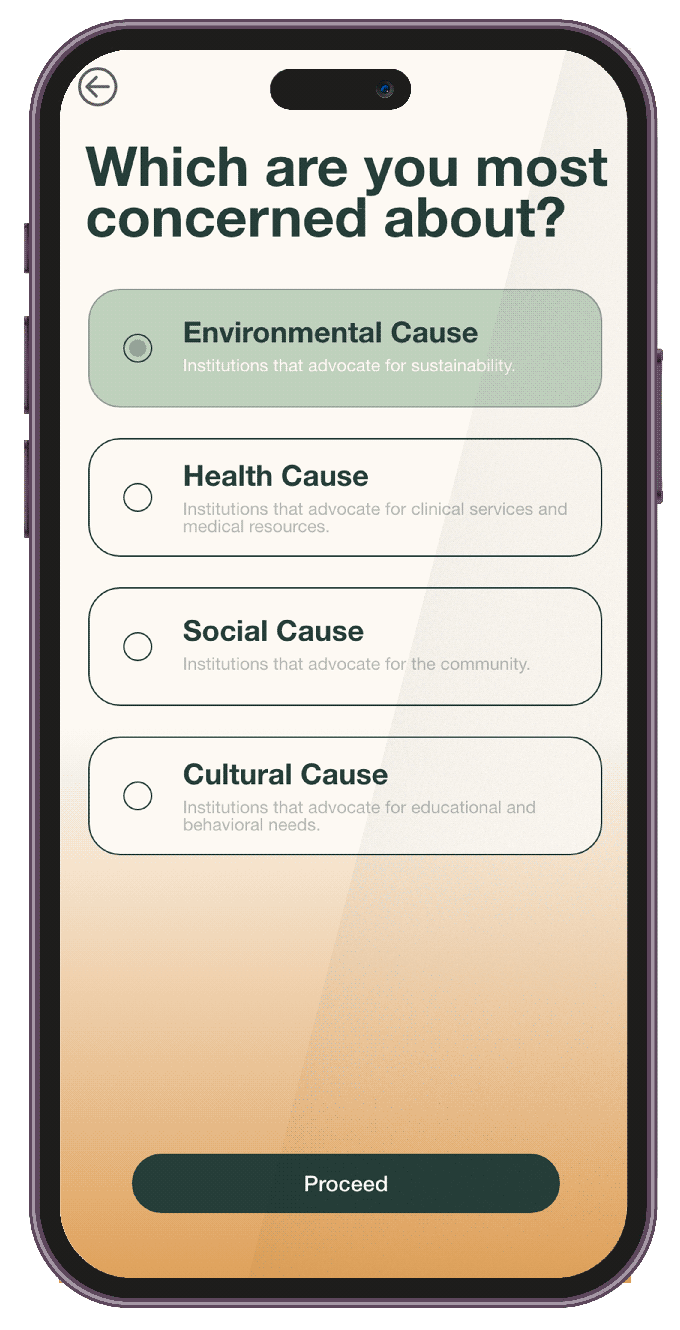 Which are you most
concerned about?
Environmental Cause
Institutions that advocate for sustainability.
Health Cause
Institutions that advocate for clinical services and
medical resources.
Social Cause
Institutions that advocate for the community.
Cultural Cause
Institutions that advocate for educational and
behavioral needs.
Proceed